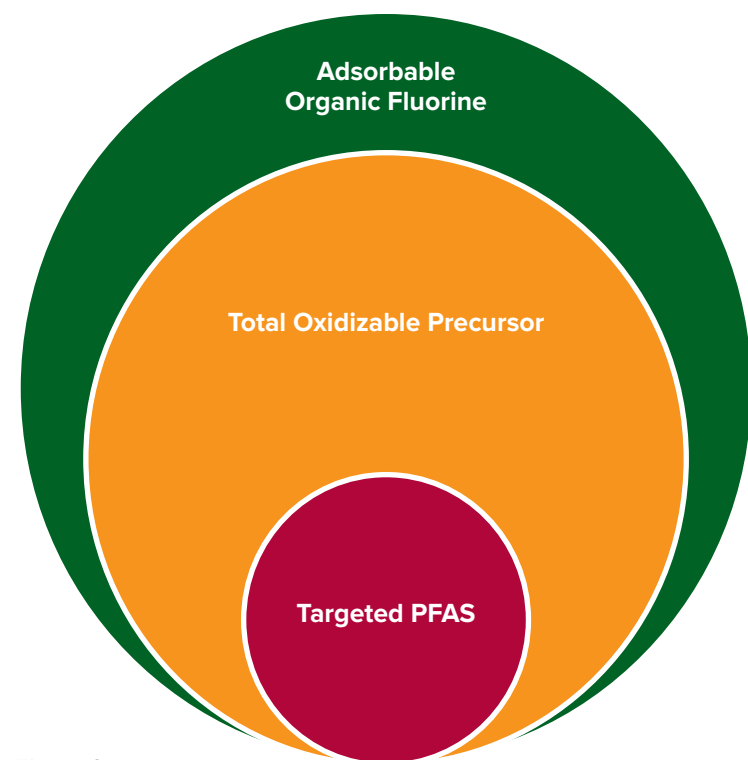 Adsorbable
Organic Fluorine
Total Oxidizable Precursor
Targeted PFAS